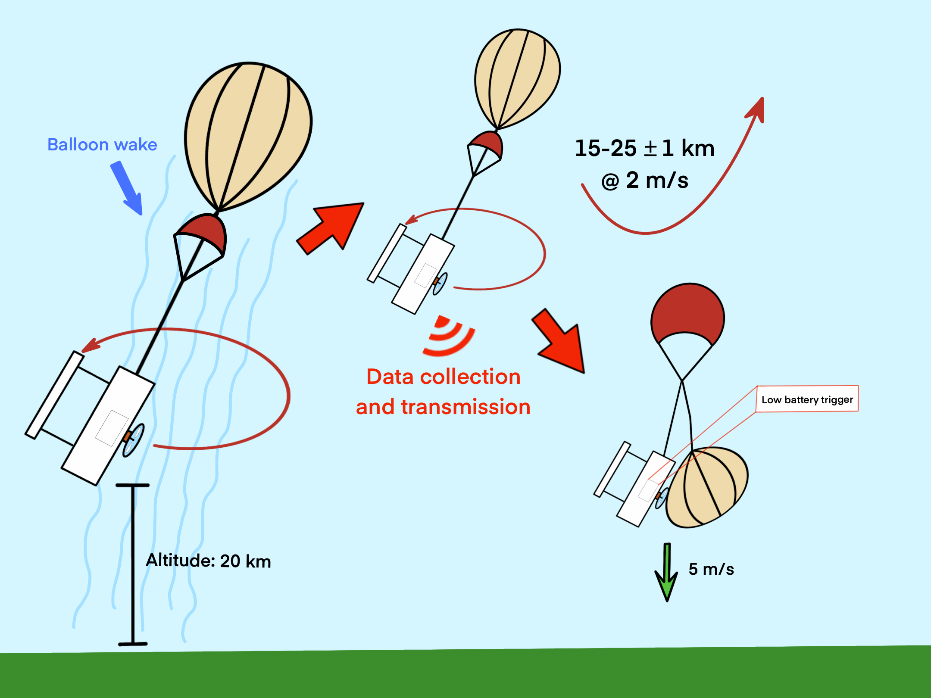 Balloon wake
15-25 ± 1 km
@ 2 m/s
Data collection
and transmission
Low battery trigger
Altitude: 20 km
5 m/s